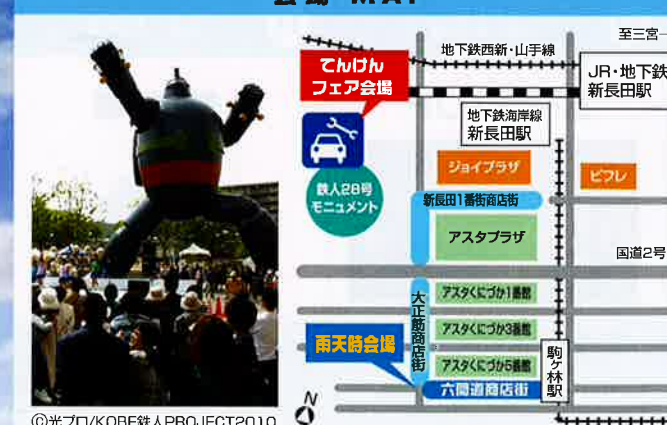 会場 MAP
至三宮
地下鉄西新・山手線
てんけん
フェア会場
JR・地下鉄
新長田駅
地下鉄海岸線
新長田駅
ジョイプラザ
ピフレ
鉄人28号
モニュメント
新長田1番街商店街
アスタプラザ
国道2号
大正筋商店街
アスタくにづか1番館
アスタくにづか3番館
雨天時会場
アスタくにづか5番館
駒ヶ林駅
六間道商店街
N
©光プロ/KOBE鉄人PROJECT2010